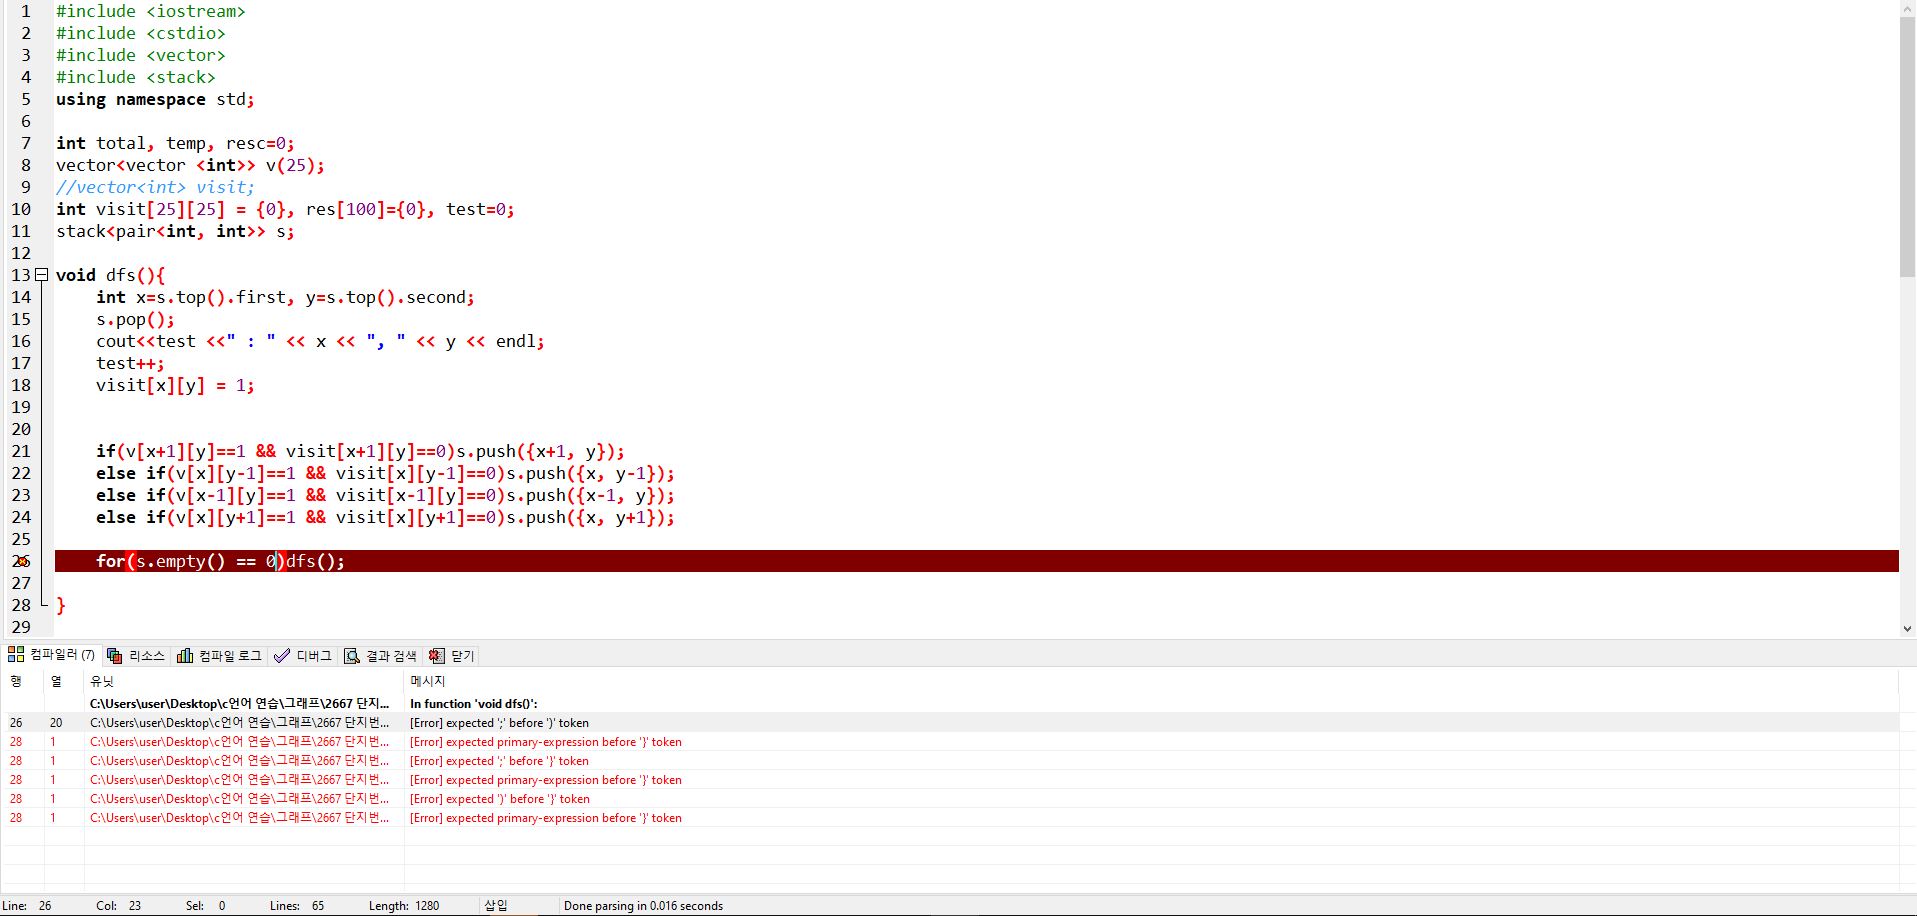 1 #include <iostream>
2 #include <cstdio>
3 #include <vector>
4 #include <stack>
5 using namespace std;
6
7 int total, temp, resc=0;
8 vector<vector <int>> v(25);
9 //vector<int> visit;
10 int visit[25][25] = {0}, res[100]={0}, test=0;
11 stack<pair<int, int>> s;
12
13 void dfs(){
14 int x=s.top().first, y=s.top().second;
15 s.pop();
16 cout<<test <<" : " << x << ", " << y << endl;
17 test++;
18 visit[x][y] = 1;
19
20
21 if(v[x+1][y]==1 && visit[x+1][y]==0)s.push({x+1, y});
22 else if(v[x][y-1]==1 && visit[x][y-1]==0)s.push({x, y-1});
23 else if(v[x-1][y]==1 && visit[x-1][y]==0)s.push({x-1, y});
24 else if(v[x][y+1]==1 && visit[x][y+1]==0)s.push({x, y+1});
25
26 for(s.empty() == 0)dfs();
27
28 }
29
컴파일러 (7) 리소스 컴파일 로그 디버그 결과 검색 닫기
행 열 유닛 메시지
C:\Users\user\Desktop\c언어 연습\그래프\2667 단지... In function 'void dfs()':
26 20 C:\Users\user\Desktop\c언어 연습\그래프\2667 단지번... [Error] expected ';' before ')' token
28 1 C:\Users\user\Desktop\c언어 연습\그래프\2667 단지번... [Error] expected primary-expression before '}' token
28 1 C:\Users\user\Desktop\c언어 연습\그래프\2667 단지번... [Error] expected ';' before '}' token
28 1 C:\Users\user\Desktop\c언어 연습\그래프\2667 단지번... [Error] expected primary-expression before '}' token
28 1 C:\Users\user\Desktop\c언어 연습\그래프\2667 단지번... [Error] expected ')' before '}' token
28 1 C:\Users\user\Desktop\c언어 연습\그래프\2667 단지번... [Error] expected primary-expression before '}' token
Line: 26 Col: 23 Sel: 0 Lines: 65 Length: 1280 삽입 Done parsing in 0.016 seconds